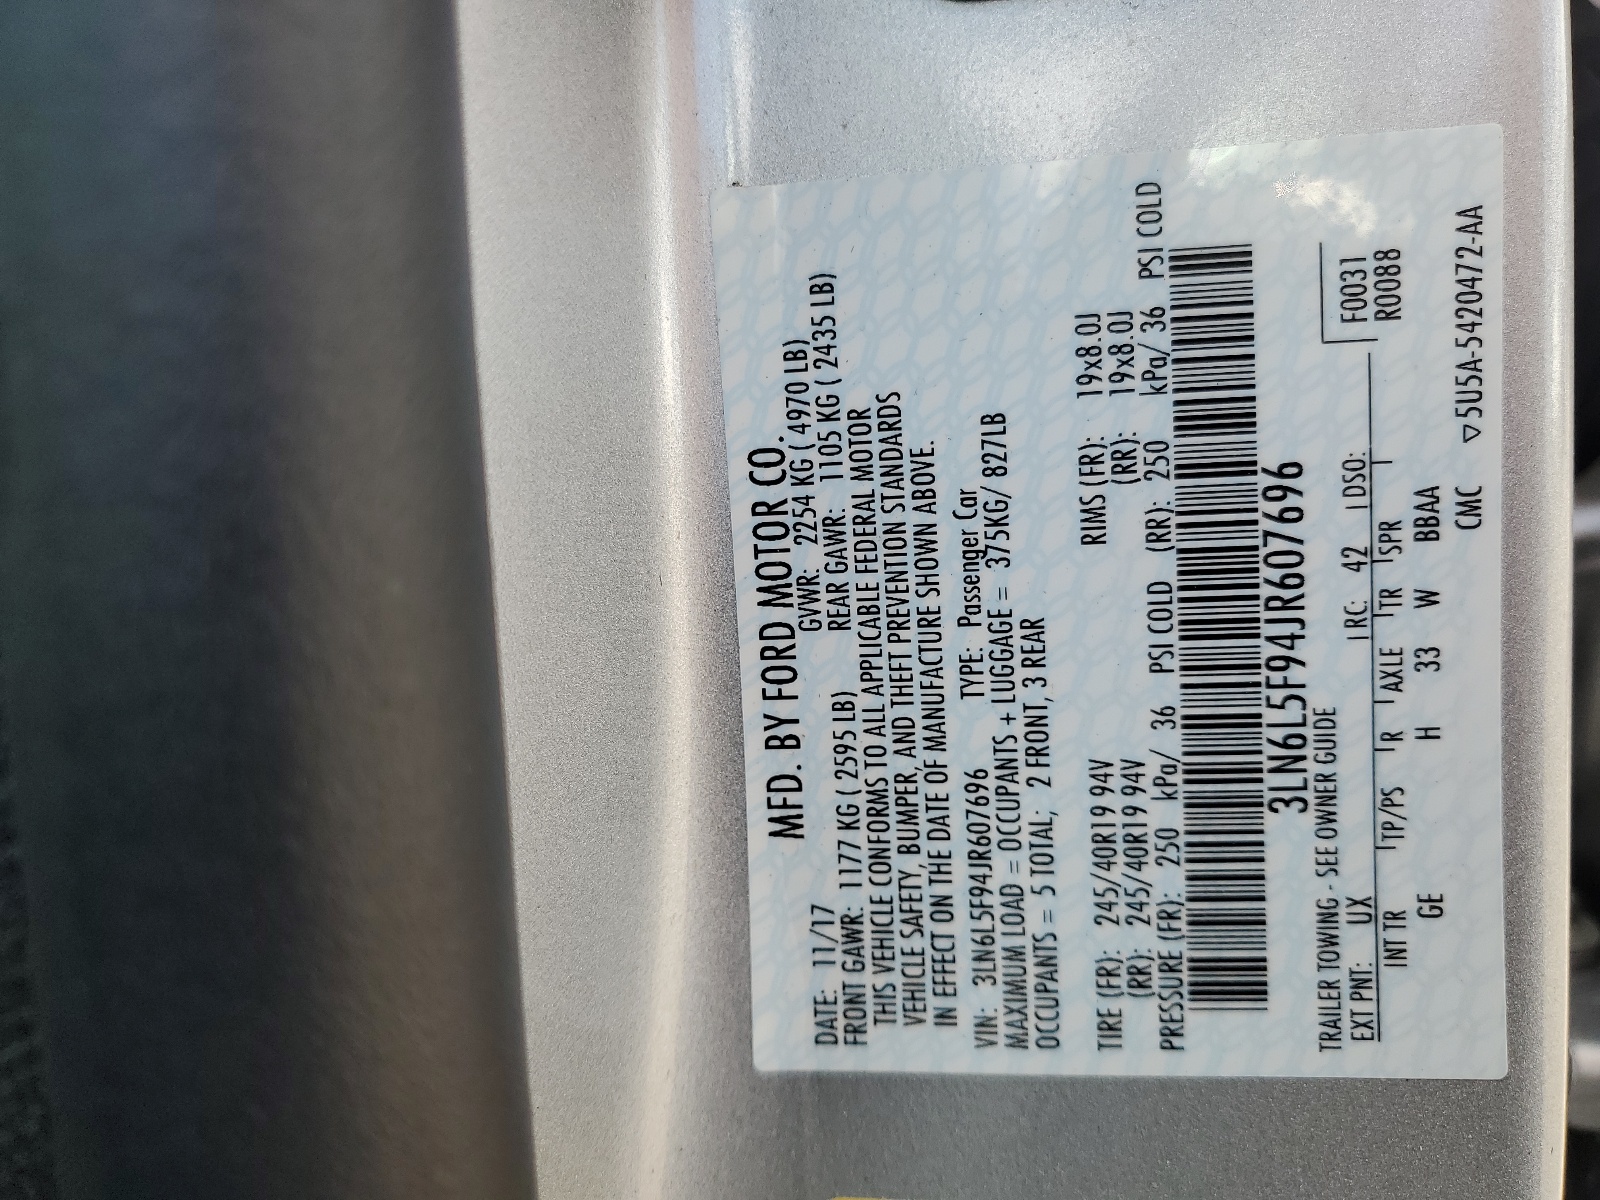 MFD. BY FORD MOTOR CO.
DATE: 11/17 GVWR: 2254 KG ( 4970 LB)
FRONT GAWR: 1177 KG ( 2595 LB) REAR GAWR: 1105 KG ( 2435 LB)
THIS VEHICLE CONFORMS TO ALL APPLICABLE FEDERAL MOTOR
VEHICLE SAFETY, BUMPER, AND THEFT PREVENTION STANDARDS
IN EFFECT ON THE DATE OF MANUFACTURE SHOWN ABOVE.
VIN: 3LN6L5F94JR607696 TYPE: Passenger Car
MAXIMUM LOAD = OCCUPANTS + LUGGAGE = 375KG/ 827LB
OCCUPANTS = 5 TOTAL; 2 FRONT, 3 REAR
TIRE (FR): 245/40R19 94V RIMS (FR): 19x8.0J
(RR): 245/40R19 94V (RR): 19x8.0J
PRESSURE (FR): 250 kPa/ 36 PSI COLD (RR): 250 kPa/ 36 PSI COLD
3LN6L5F94JR607696
TRAILER TOWING - SEE OWNER GUIDE
EXT PNT: UX RC: 42 DSO: F0031
R0088
INT TR TP/PS R AXLE TR SPR
GE H 33 W BBAA
CMC ▽5U5A-5420472-AA